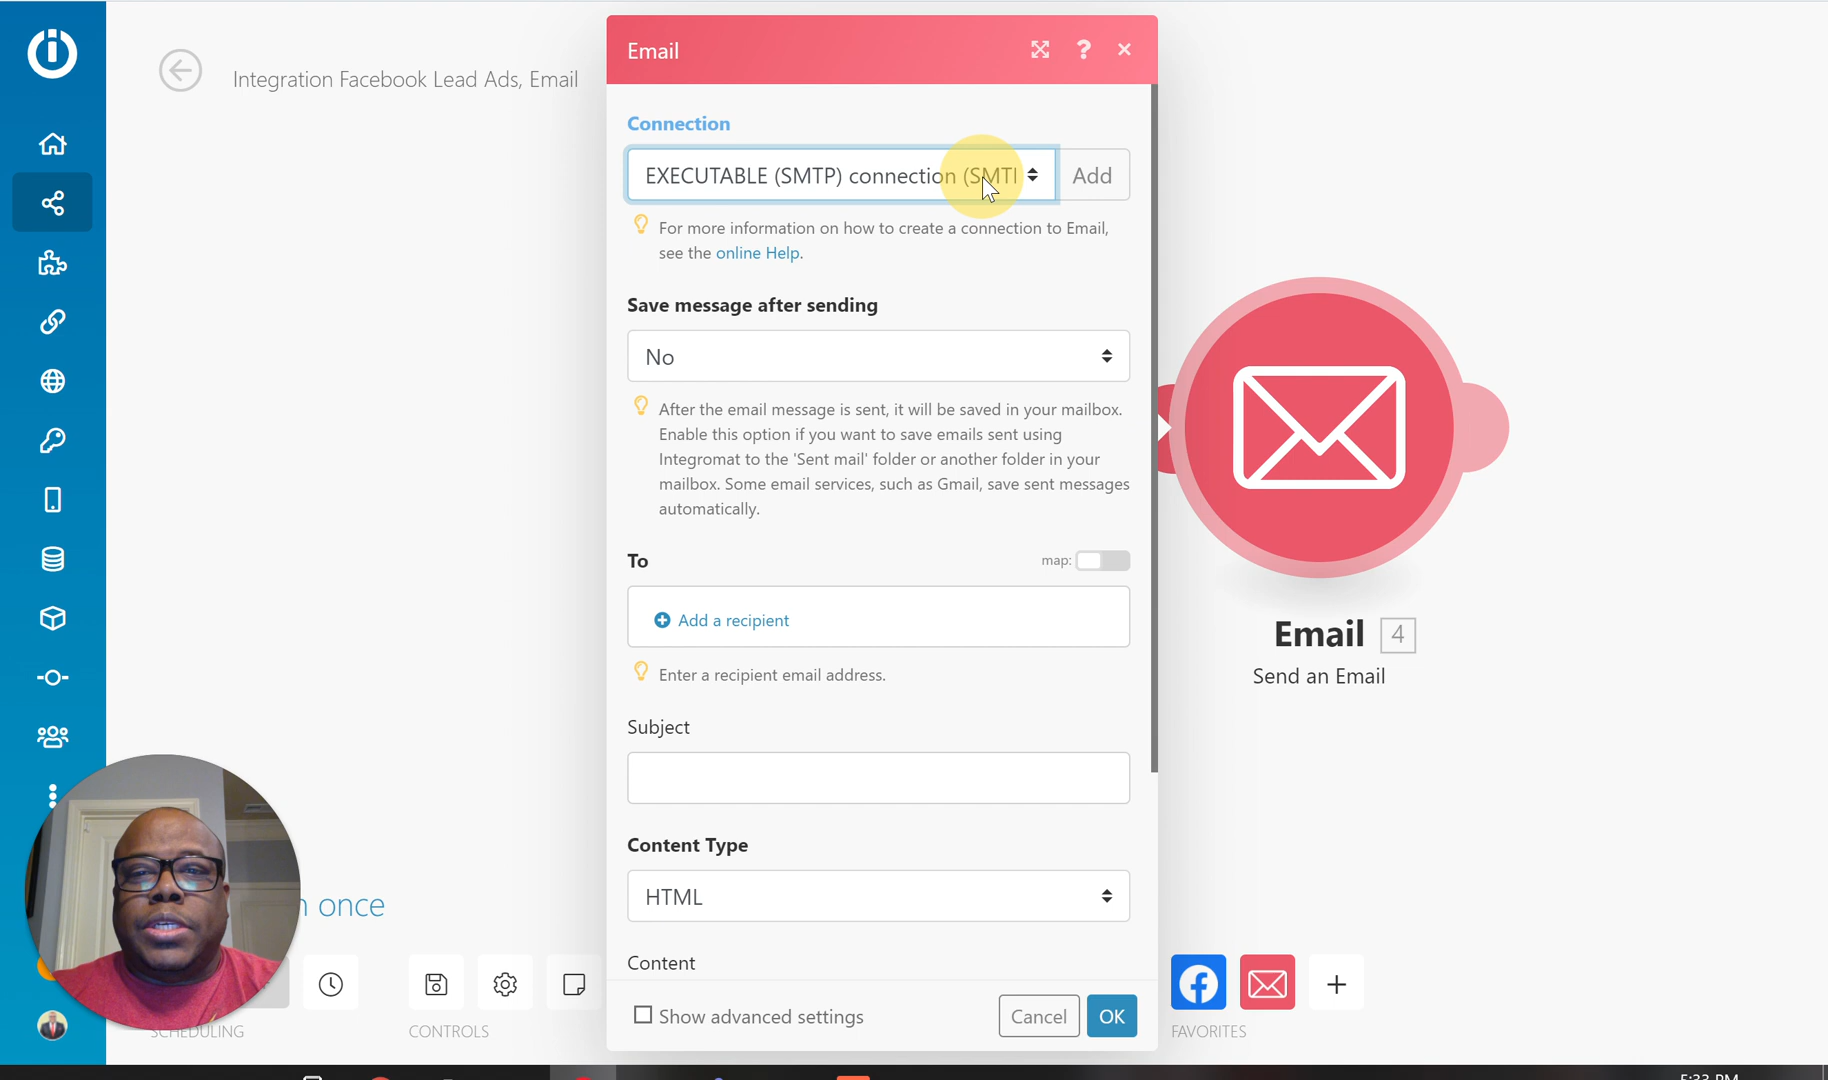 Integration Facebook Lead Ads, Email
Email
?
Connection
EXECUTABLE (SMTP) connection (SMTI
Add
For more information on how to create a connection to Email,
see the online Help.
Save message after sending
No
After the email message is sent, it will be saved in your mailbox.
Enable this option if you want to save emails sent using
Integromat to the 'Sent mail' folder or another folder in your
mailbox. Some email services, such as Gmail, save sent messages
automatically.
To
map:
Add a recipient
Enter a recipient email address.
Subject
Content Type
HTML
Content
Show advanced settings
Cancel
OK
Email 4
Send an Email
once
SCHEDULING
CONTROLS
FAVORITES
5:33 PM